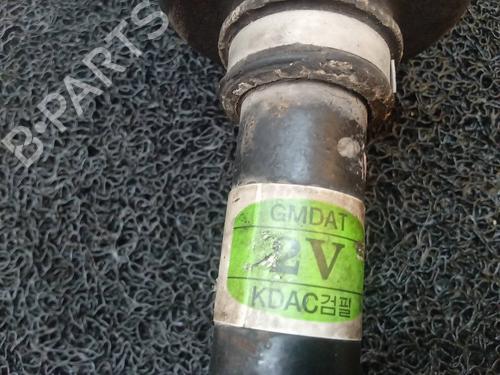 B-PARTS
GMDAT
2V
KDAC검필